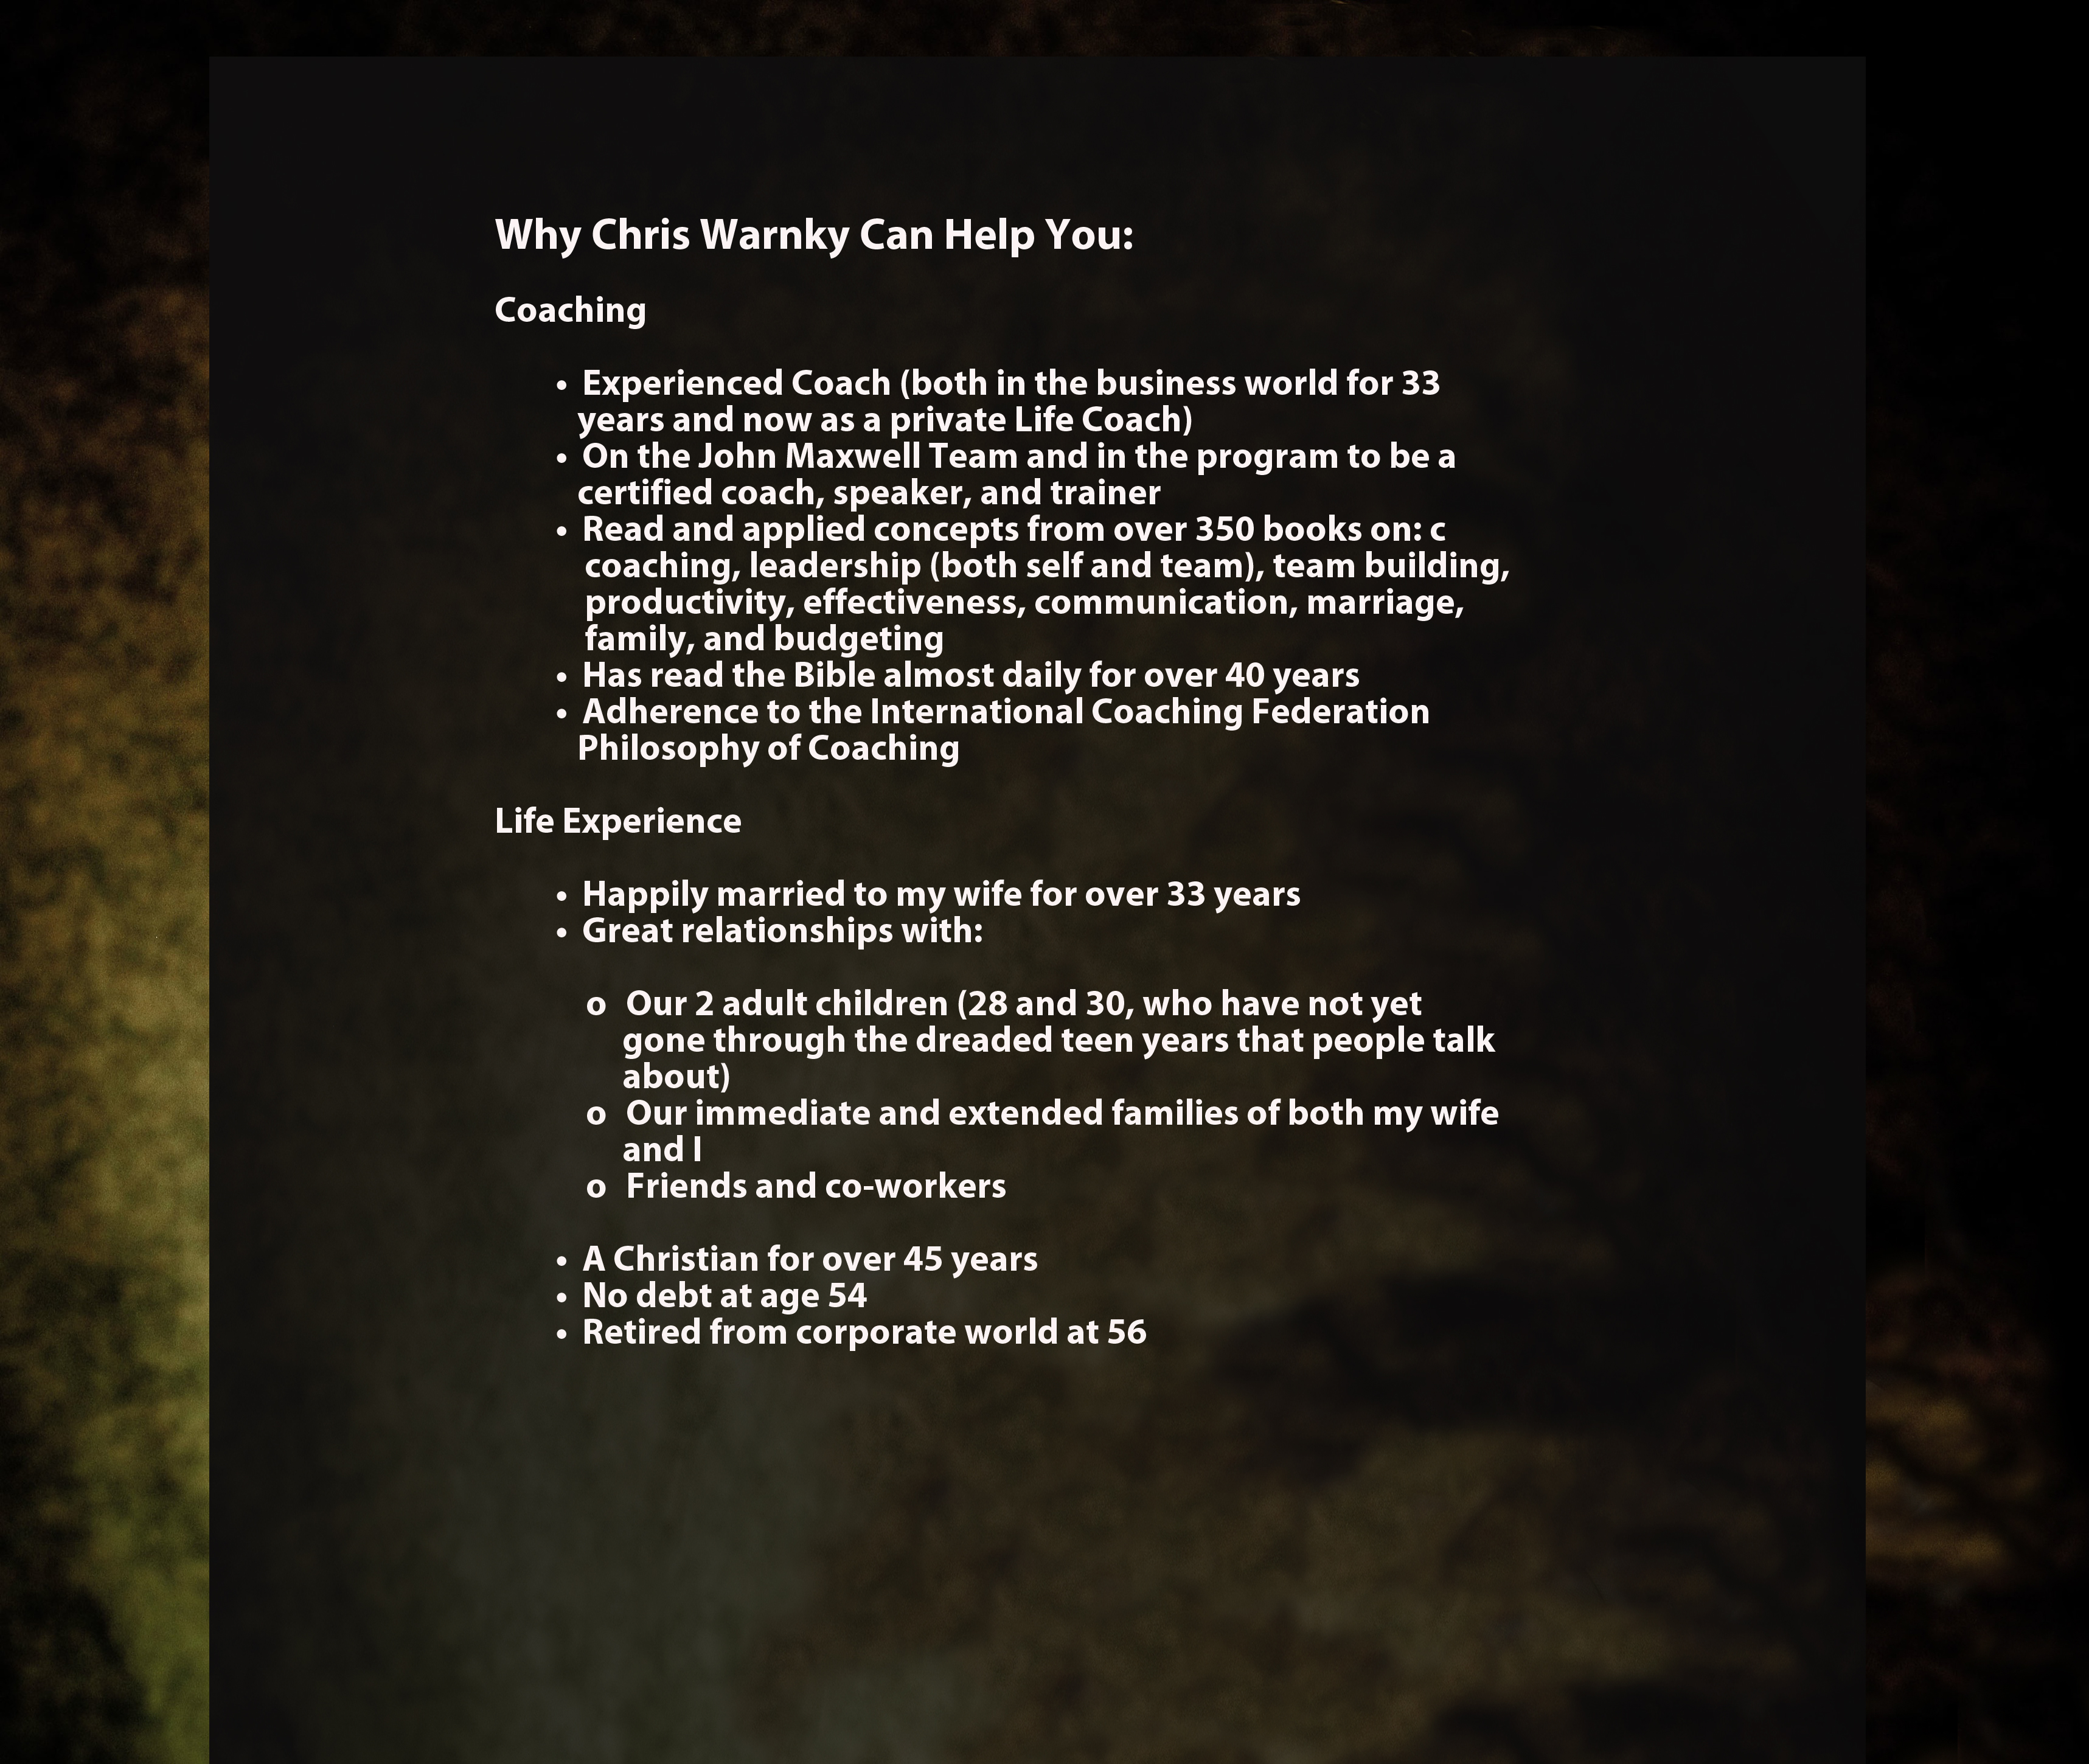 Why Chris Warnky Can Help You:
Coaching
• Experienced Coach (both in the business world for 33
years and now as a private Life Coach)
• On the John Maxwell Team and in the program to be a
certified coach, speaker, and trainer
• Read and applied concepts from over 350 books on: c
coaching, leadership (both self and team), team building,
productivity, effectiveness, communication, marriage,
family, and budgeting
• Has read the Bible almost daily for over 40 years
• Adherence to the International Coaching Federation
Philosophy of Coaching
Life Experience
• Happily married to my wife for over 33 years
• Great relationships with:
o Our 2 adult children (28 and 30, who have not yet
gone through the dreaded teen years that people talk
about)
o Our immediate and extended families of both my wife
and I
o Friends and co-workers
• A Christian for over 45 years
• No debt at age 54
• Retired from corporate world at 56